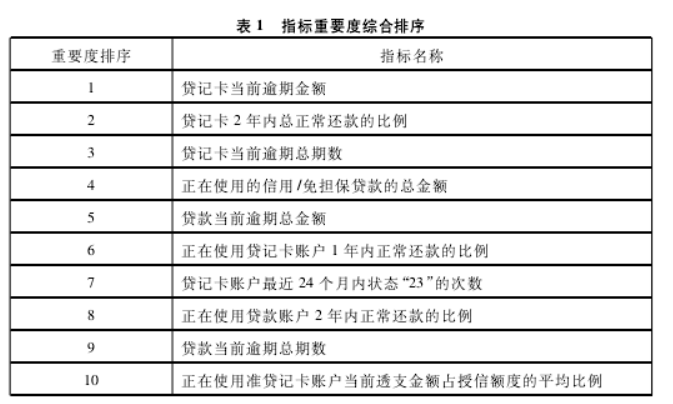 表 1 指标重要度综合排序
重要度排序 指标名称
1 贷记卡当前逾期金额
2 贷记卡 2 年内总正常还款的比例
3 贷记卡当前逾期总期数
4 正在使用的信用/免担保贷款的总金额
5 贷款当前逾期总金额
6 正在使用贷记卡账户 1 年内正常还款的比例
7 贷记卡账户最近 24 个月内状态“23”的次数
8 正在使用贷款账户 2 年内正常还款的比例
9 贷款当前逾期总期数
10 正在使用准贷记卡账户当前透支金额占授信额度的平均比例